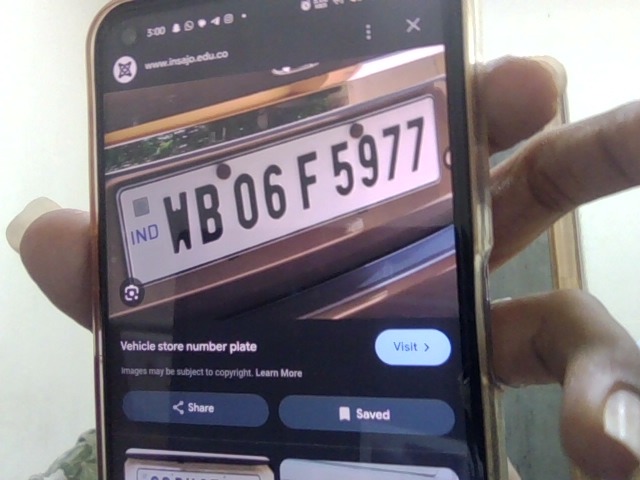 5:00
www.insajo.edu.co
IND
WB 06 F 5977
Vehicle store number plate
Visit >
Images may be subject to copyright. Learn More
Share
Saved